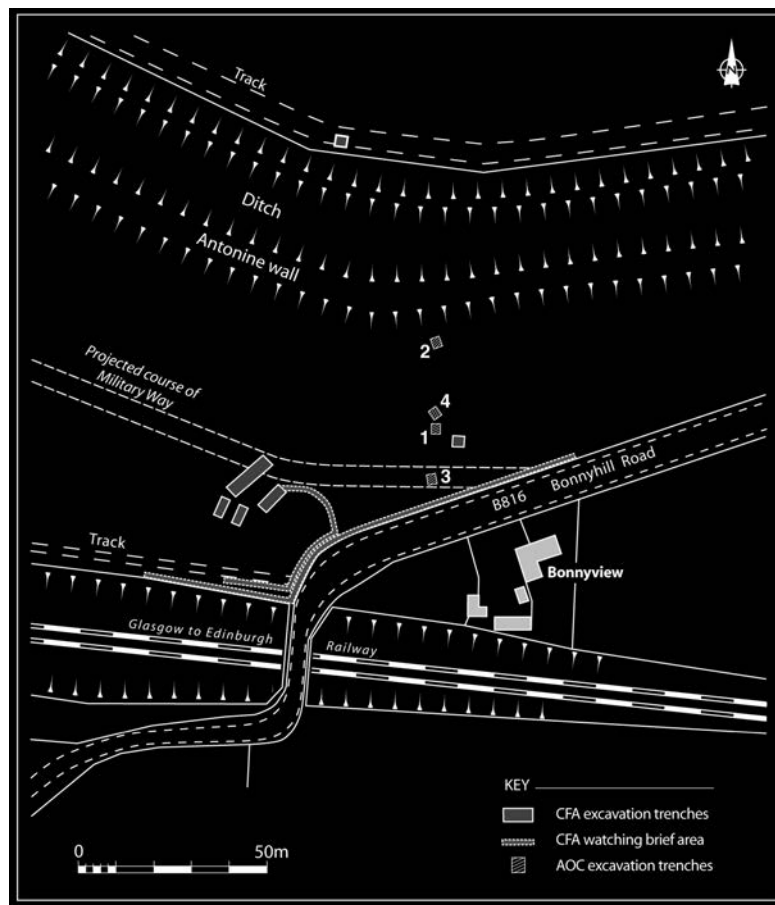 N
Track
Ditch
Antonine wall
2
Projected course of
Military Way
4
1
3
B816 Bonnyhill Road
Track
Bonnyview
Glasgow to Edinburgh Railway
KEY
CFA excavation trenches
CFA watching brief area
AOC excavation trenches
0 50m